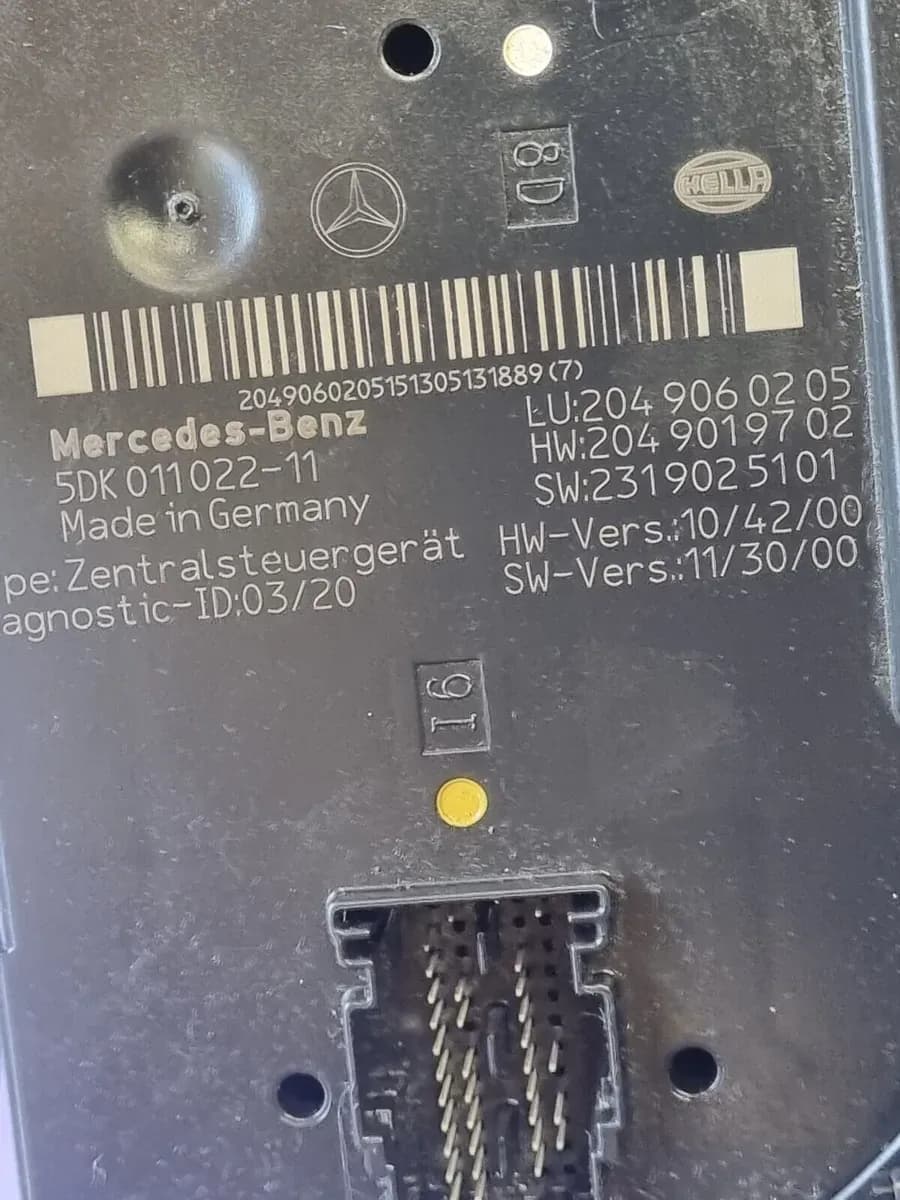 8D
HELLA
2049060205151305131889(7)
Mercedes-Benz
5DK 011 022-11
Made in Germany
pe: Zentralsteuergerät
agnostic-ID:03/20
LU:204 906 02 05
HW:204 901 97 02
SW:231 902 51 01
HW-Vers.:10/42/00
SW-Vers.:11/30/00
I6